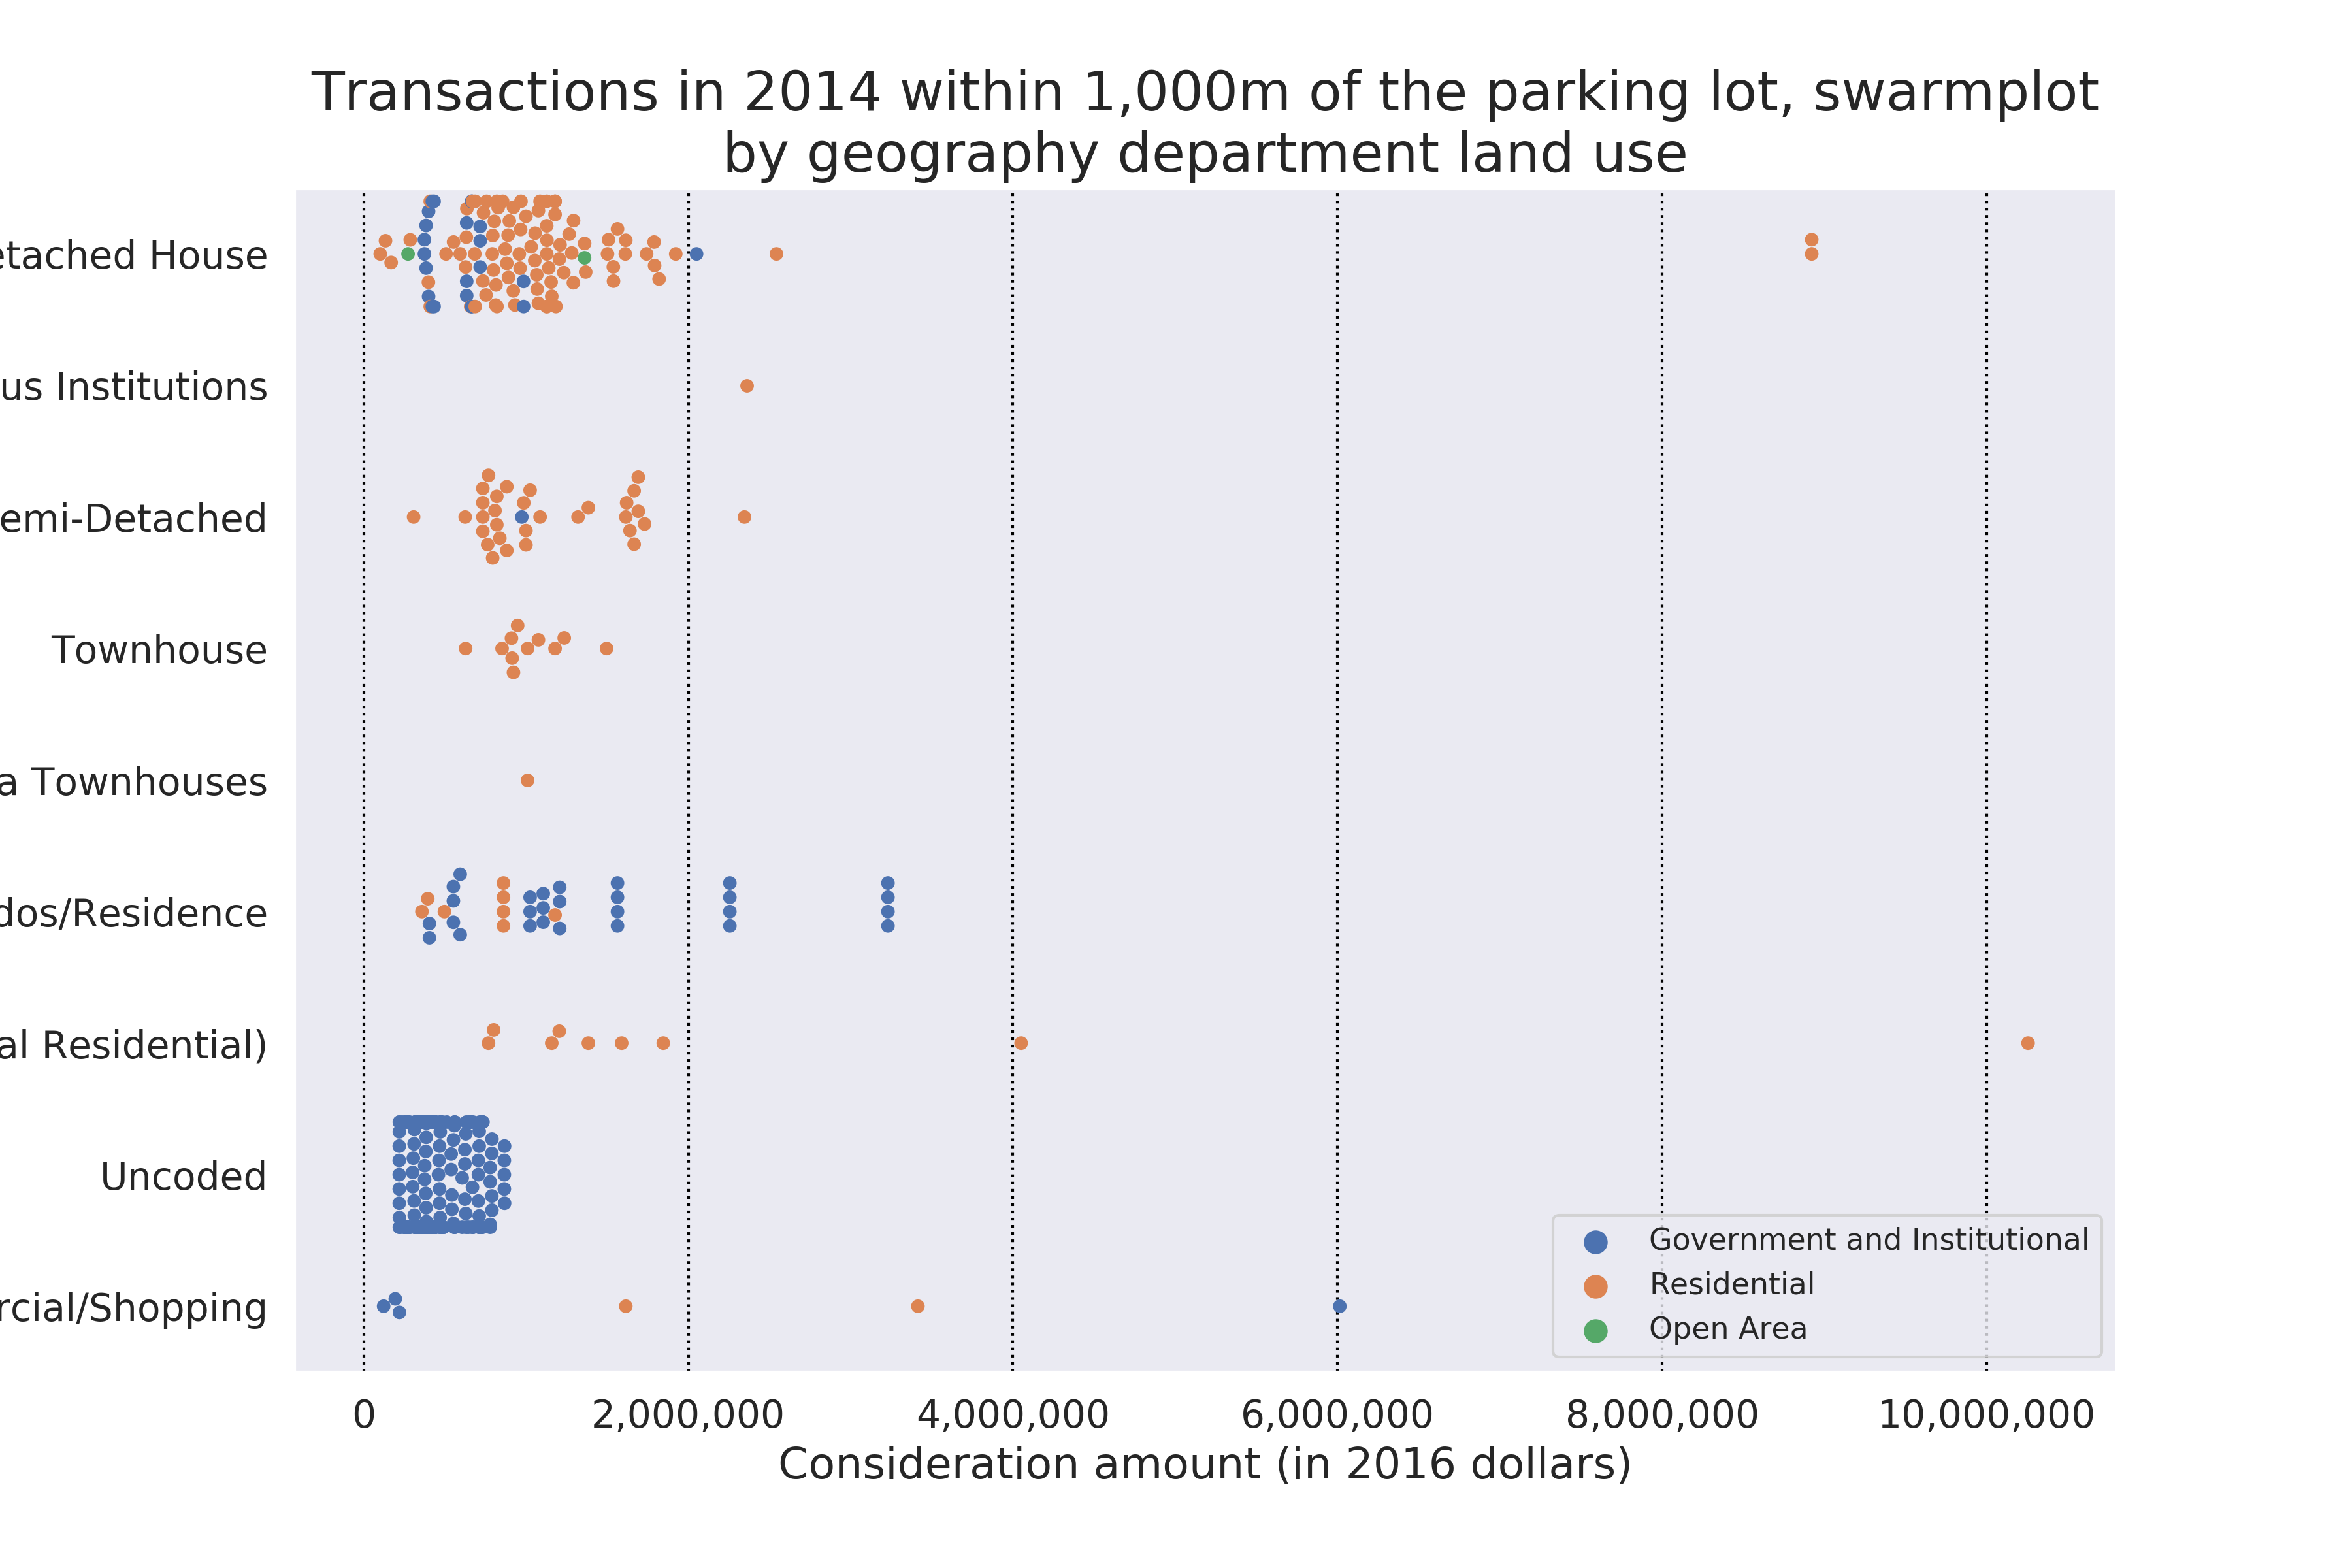 Transactions in 2014 within 1,000m of the parking lot, swarmplot
by geography department land use
etached House
us Institutions
emi-Detached
Townhouse
a Townhouses
dos/Residence
al Residential)
Uncoded
rcial/Shopping
Government and Institutional
Residential
Open Area
0 2,000,000 4,000,000 6,000,000 8,000,000 10,000,000
Consideration amount (in 2016 dollars)